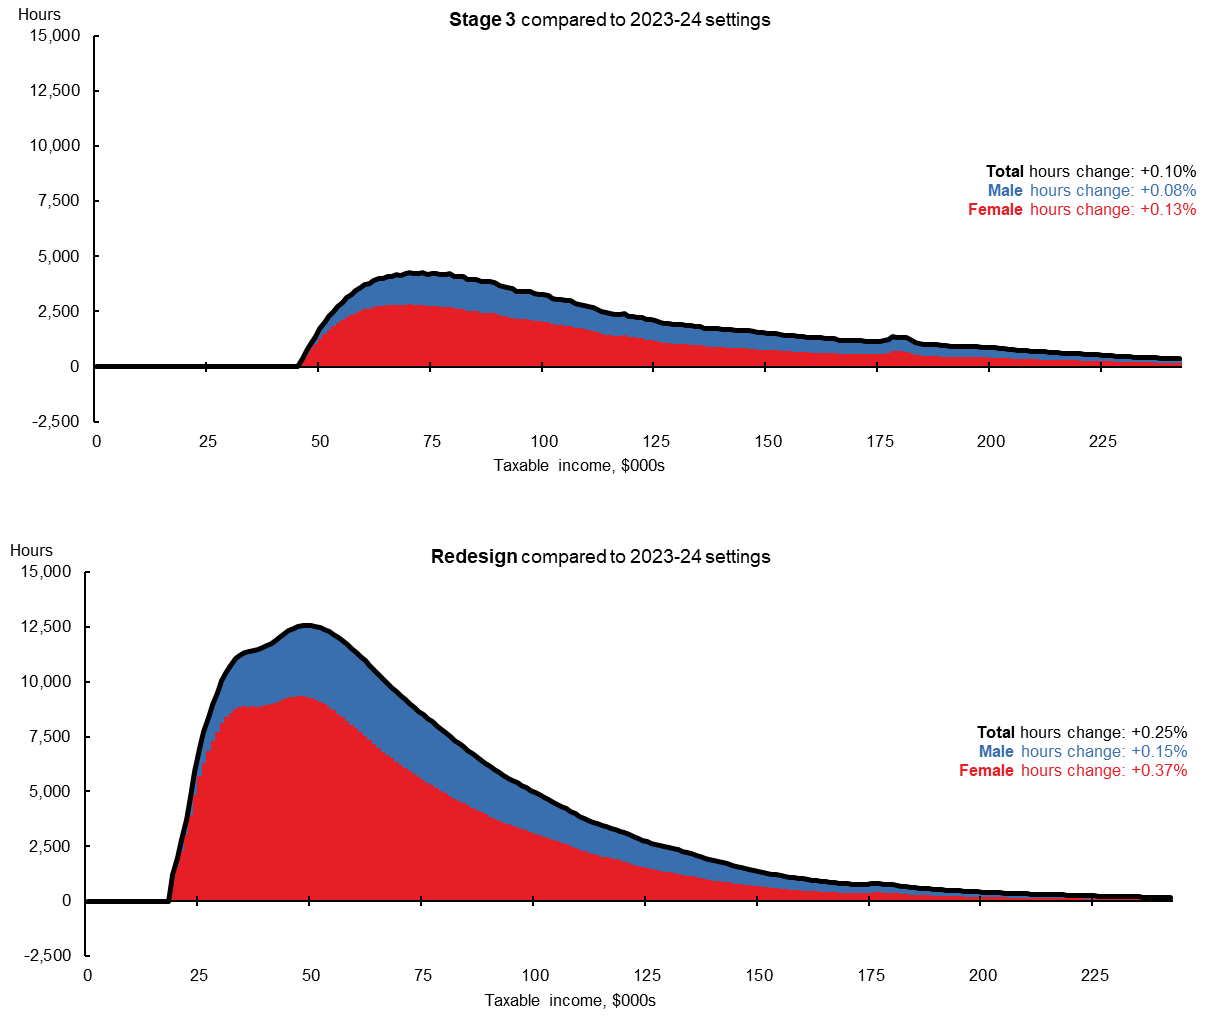 Hours
Stage 3 compared to 2023-24 settings
15,000
12,500
10,000
Total hours change: +0.10%
Male hours change: +0.08%
7,500
Female hours change: +0.13%
5,000
2,500
0
-2,500
0 25 50 75 100 125 150 175 200 225
Taxable income, $000s
Hours
Redesign compared to 2023-24 settings
15,000
12,500
10,000
7,500
Total hours change: +0.25%
Male hours change: +0.15%
Female hours change: +0.37%
5,000
2,500
0
-2,500
0 25 50 75 100 125 150 175 200 225
Taxable income, $000s